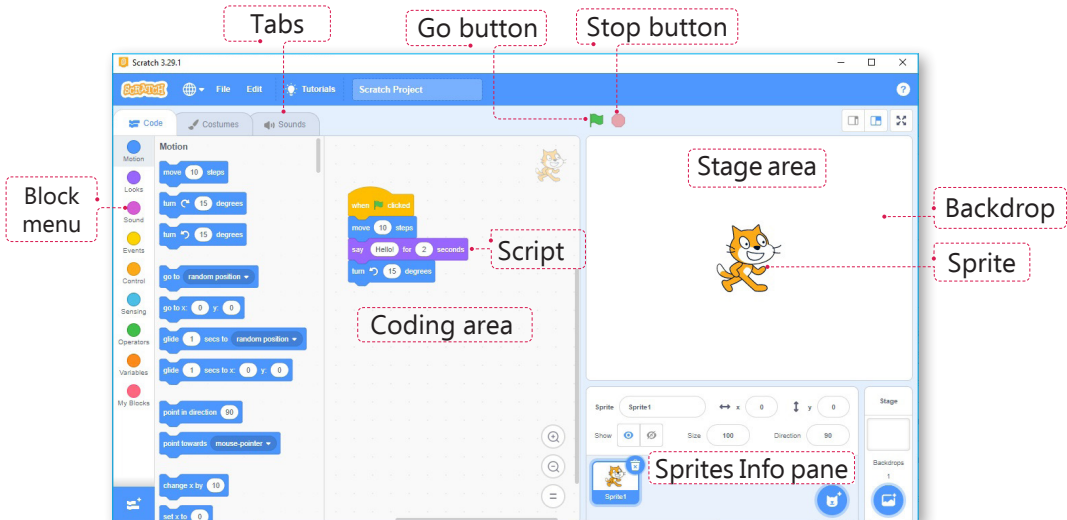 Tabs
Go button
Stop button
Scratch 3.29.1
SCRATCH
File Edit Tutorials Scratch Project
?
Code Costumes Sounds
Motion
Looks
Sound
Events
Control
Sensing
Operators
Variables
My Blocks
Block
menu
Motion
move 10 steps
turn 15 degrees
turn 15 degrees
go to random position
go to x: 0 y: 0
glide 1 secs to random position
glide 1 secs to x: 0 y: 0
point in direction 90
point towards mouse-pointer
change x by 10
set x to 0
when clicked
move 10 steps
say Hello! for 2 seconds
turn 15 degrees
Script
Coding area
Stage area
Backdrop
Sprite
Sprite Sprite1 x 0 y 0
Show Size 100 Direction 90
Sprite1
Sprites Info pane
Stage
Backdrops
1